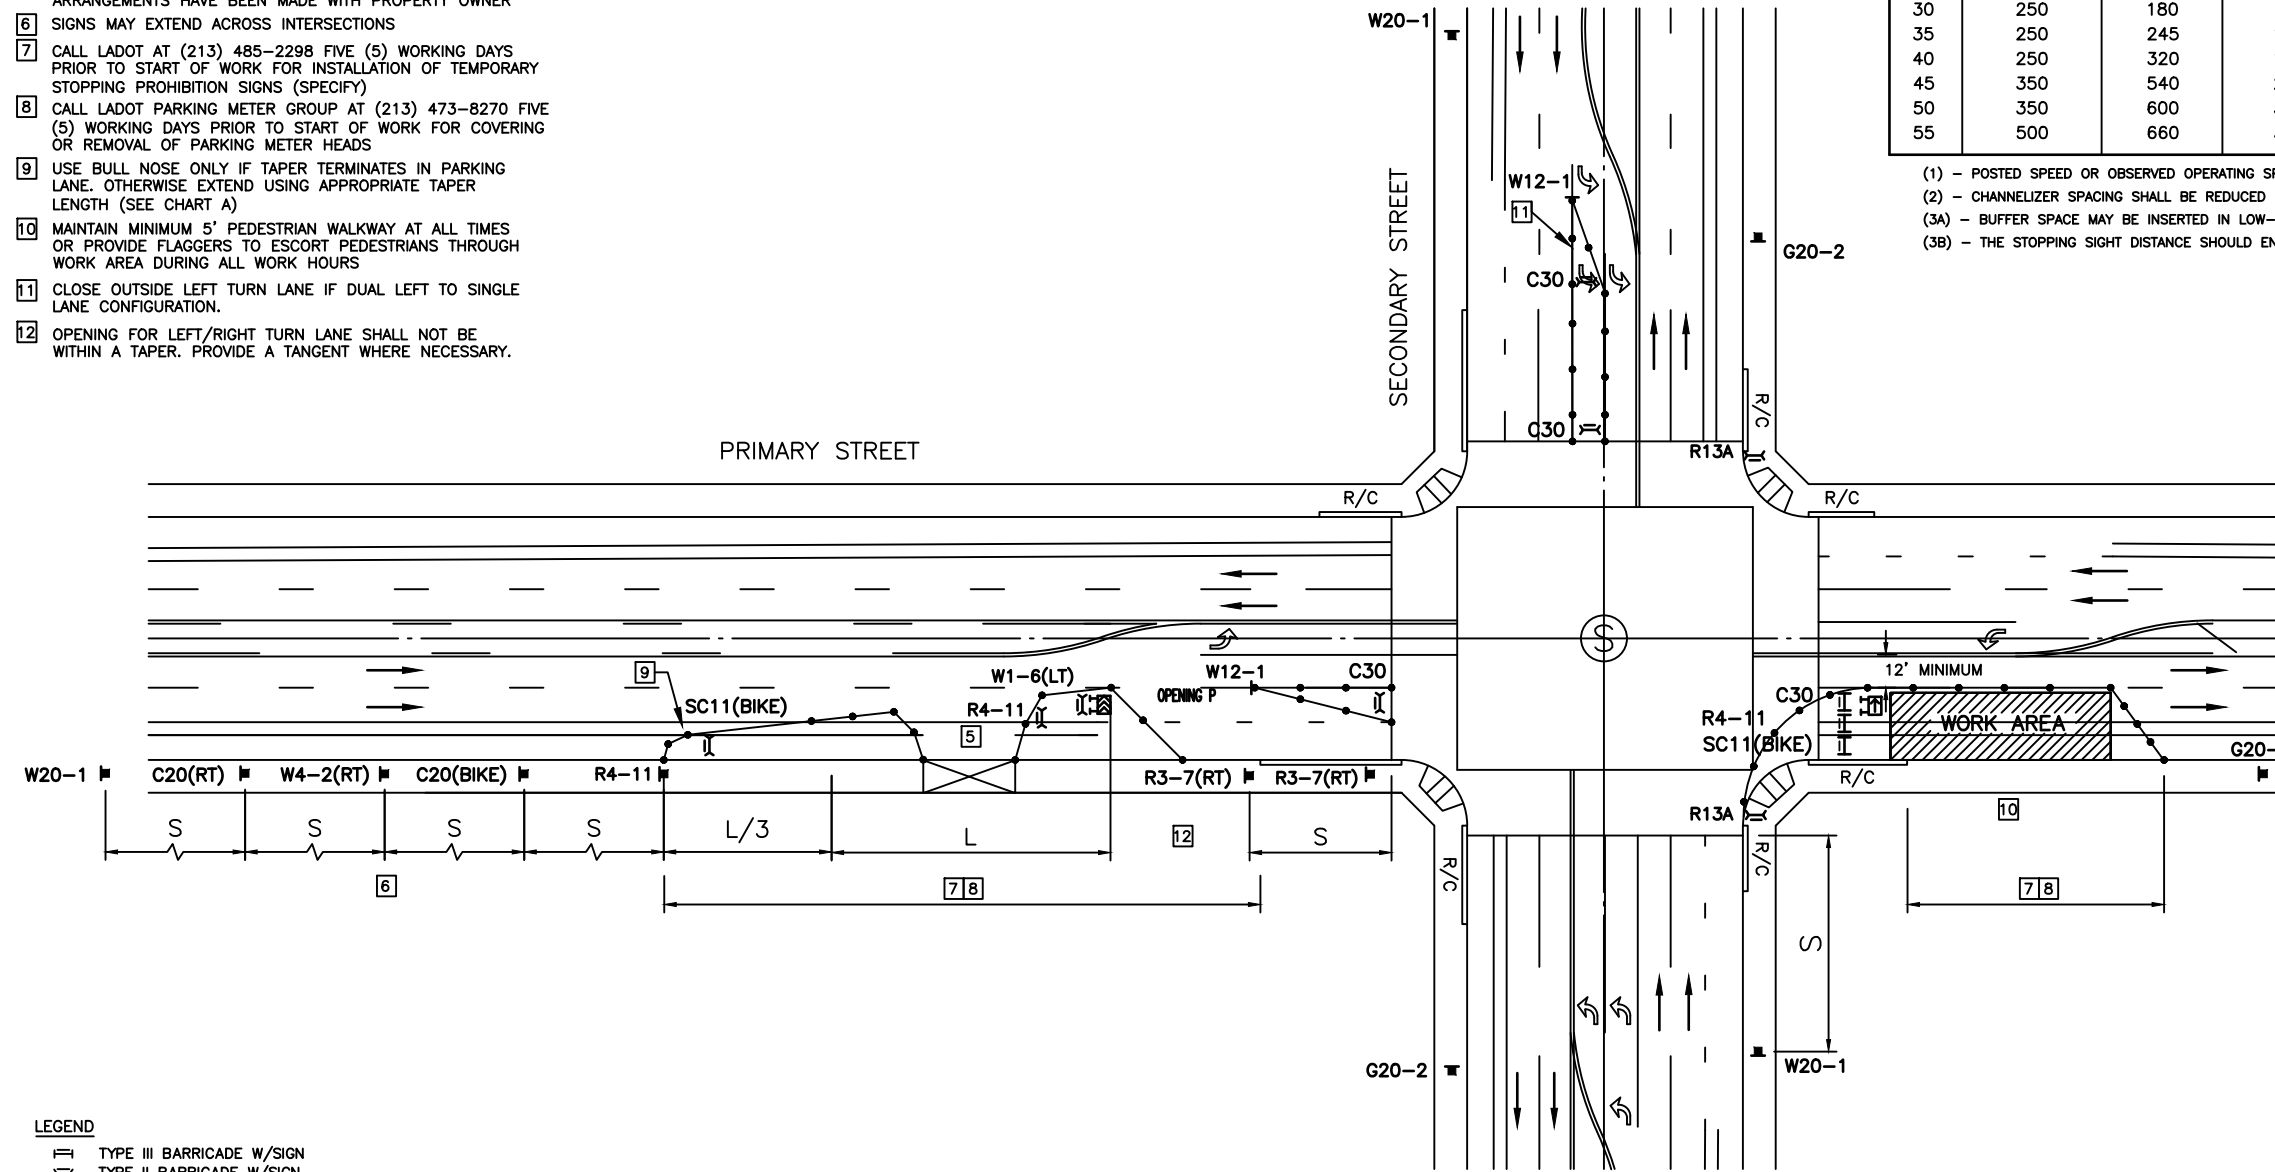 ARRANGEMENTS HAVE BEEN MADE WITH PROPERTY OWNER
6 SIGNS MAY EXTEND ACROSS INTERSECTIONS
7 CALL LADOT AT (213) 485-2298 FIVE (5) WORKING DAYS
PRIOR TO START OF WORK FOR INSTALLATION OF TEMPORARY
STOPPING PROHIBITION SIGNS (SPECIFY)
8 CALL LADOT PARKING METER GROUP AT (213) 473-8270 FIVE
(5) WORKING DAYS PRIOR TO START OF WORK FOR COVERING
OR REMOVAL OF PARKING METER HEADS
9 USE BULL NOSE ONLY IF TAPER TERMINATES IN PARKING
LANE. OTHERWISE EXTEND USING APPROPRIATE TAPER
LENGTH (SEE CHART A)
10 MAINTAIN MINIMUM 5' PEDESTRIAN WALKWAY AT ALL TIMES
OR PROVIDE FLAGGERS TO ESCORT PEDESTRIANS THROUGH
WORK AREA DURING ALL WORK HOURS
11 CLOSE OUTSIDE LEFT TURN LANE IF DUAL LEFT TO SINGLE
LANE CONFIGURATION.
12 OPENING FOR LEFT/RIGHT TURN LANE SHALL NOT BE
WITHIN A TAPER. PROVIDE A TANGENT WHERE NECESSARY.
30 250 180
35 250 245
40 250 320
45 350 540
50 350 600
55 500 660
(1) - POSTED SPEED OR OBSERVED OPERATING
(2) - CHANNELIZER SPACING SHALL BE REDUCED
(3A) - BUFFER SPACE MAY BE INSERTED IN LOW-
(3B) - THE STOPPING SIGHT DISTANCE SHOULD
W20-1
SECONDARY STREET
W12-1
11
C30
C30
G20-2
R/C
R13A
PRIMARY STREET
R/C
R/C
S
9
SC11(BIKE)
W1-6(LT)
R4-11
5
OPENING P
W12-1
C30
12' MINIMUM
C30
R4-11
SC11(BIKE)
WORK AREA
G20-
W20-1
C20(RT)
W4-2(RT)
C20(BIKE)
R4-11
R3-7(RT)
R3-7(RT)
R/C
R13A
10
S
S
S
S
L/3
L
12
S
R/C
R/C
6
7 8
7 8
S
G20-2
W20-1
LEGEND
TYPE III BARRICADE W/SIGN
TYPE II BARRICADE W/SIGN